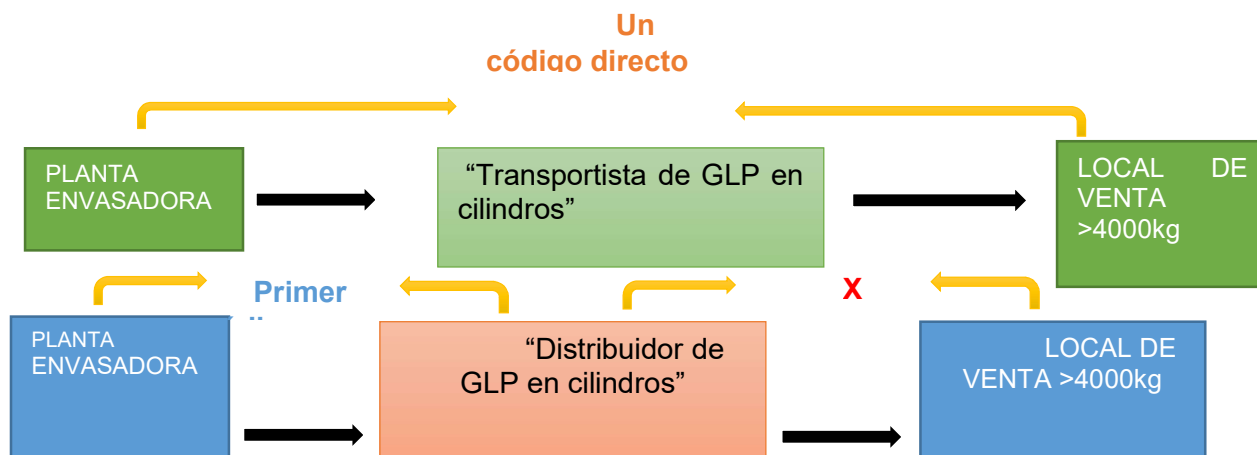 Un
código directo
PLANTA
ENVASADORA
“Transportista de GLP en
cilindros”
LOCAL DE
VENTA
>4000kg
Primer
X
PLANTA
ENVASADORA
“Distribuidor de
GLP en cilindros”
LOCAL DE
VENTA >4000kg